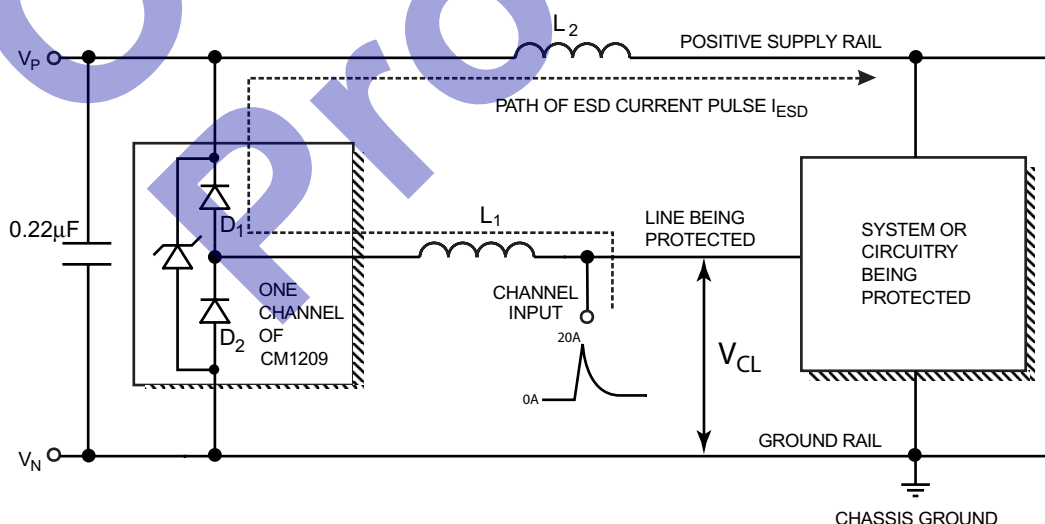 L2
VP
POSITIVE SUPPLY RAIL
PATH OF ESD CURRENT PULSE IESD
0.22μF
D1
L1
LINE BEING
PROTECTED
SYSTEM OR
CIRCUITRY
BEING
PROTECTED
ONE
CHANNEL
OF
CM1209
D2
CHANNEL
INPUT
20A
0A
VCL
VN
GROUND RAIL
CHASSIS GROUND
Pro